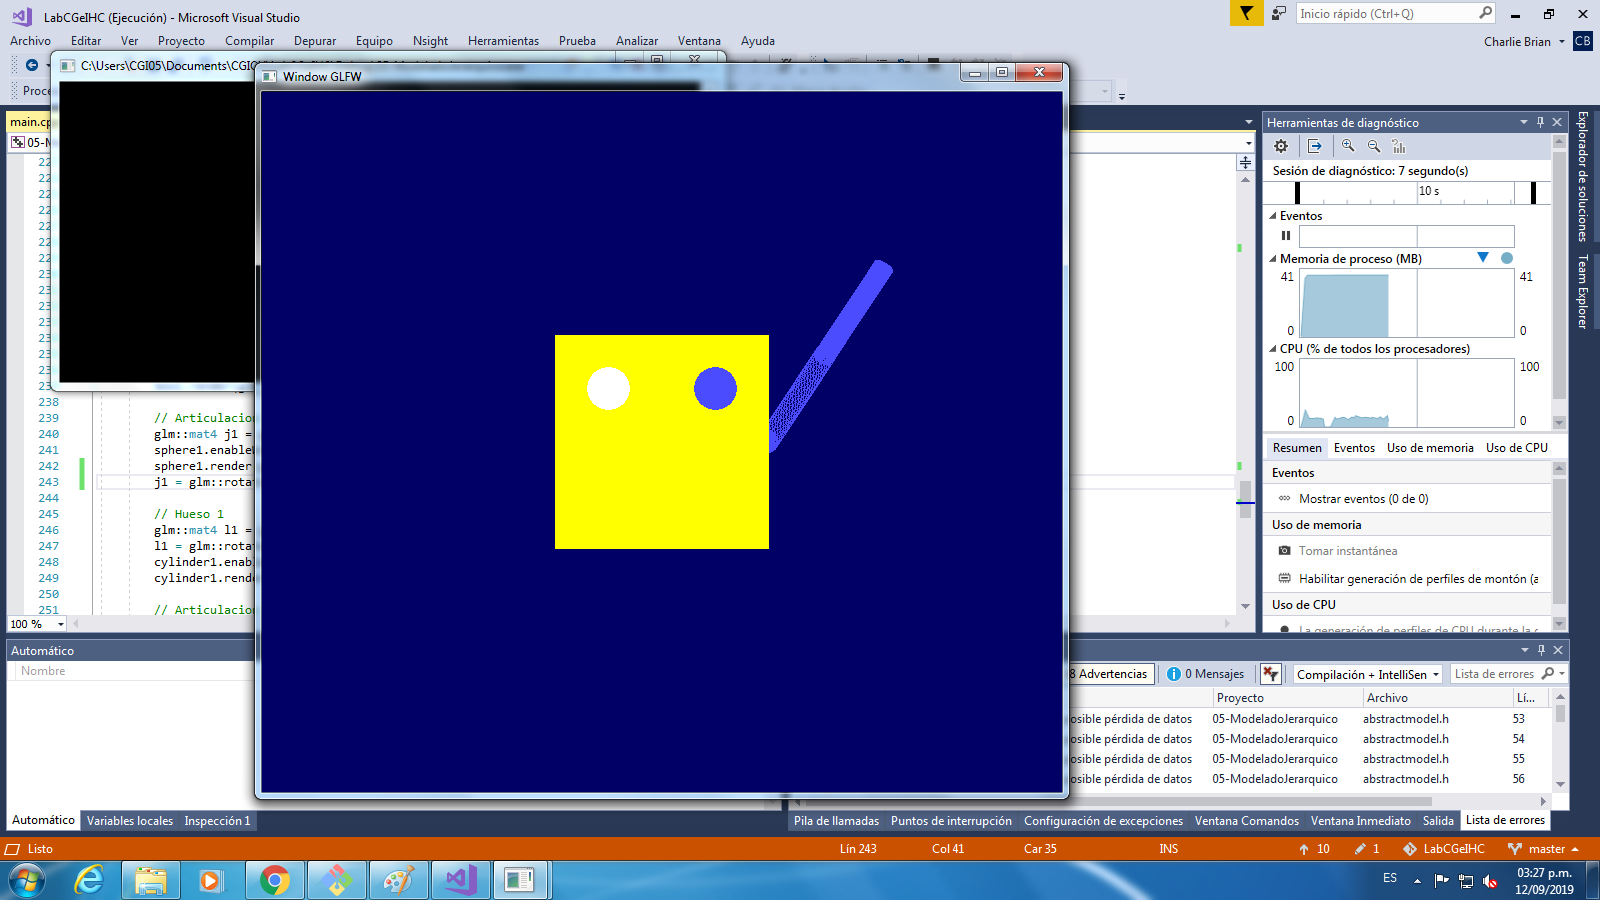 LabCGeIHC (Ejecución) - Microsoft Visual Studio
Inicio rápido (Ctrl+Q)
Archivo Editar Ver Proyecto Compilar Depurar Equipo Nsight Herramientas Prueba Analizar Ventana Ayuda
Charlie Brian CB
C:\Users\CGI05\Documents\CGI
Window GLFW
Proce
main.cp
05-M
238
239 // Articulacion
240 glm::mat4 j1 =
241 sphere1.enable
242 sphere1.render
243 j1 = glm::rota
244
245 // Hueso 1
246 glm::mat4 l1 =
247 l1 = glm::rota
248 cylinder1.enab
249 cylinder1.rend
250
251 // Articulacion
100 %
Herramientas de diagnóstico
Sesión de diagnóstico: 7 segundo(s)
10 s
Eventos
Memoria de proceso (MB)
41 41
0 0
CPU (% de todos los procesadores)
100 100
0 0
Resumen Eventos Uso de memoria Uso de CPU
Eventos
Mostrar eventos (0 de 0)
Uso de memoria
Tomar instantánea
Habilitar generación de perfiles de montón (a
Uso de CPU
La generación de perfiles de CPU durante la
Explorador de soluciones
Team Explorer
Automático
Nombre
8 Advertencias 0 Mensajes Compilación + IntelliSen Lista de errores
Proyecto Archivo Lí...
osible pérdida de datos 05-ModeladoJerarquico abstractmodel.h 53
osible pérdida de datos 05-ModeladoJerarquico abstractmodel.h 54
osible pérdida de datos 05-ModeladoJerarquico abstractmodel.h 55
osible pérdida de datos 05-ModeladoJerarquico abstractmodel.h 56
Automático Variables locales Inspección 1
Pila de llamadas Puntos de interrupción Configuración de excepciones Ventana Comandos Ventana Inmediato Salida Lista de errores
Listo Lín 243 Col 41 Car 35 INS 10 1 LabCGeIHC master
ES
03:27 p.m.
12/09/2019